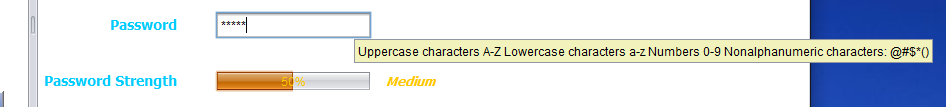 Password *****
Uppercase characters A-Z Lowercase characters a-z Numbers 0-9 Nonalphanumeric characters: @#$*()
Password Strength 50% Medium